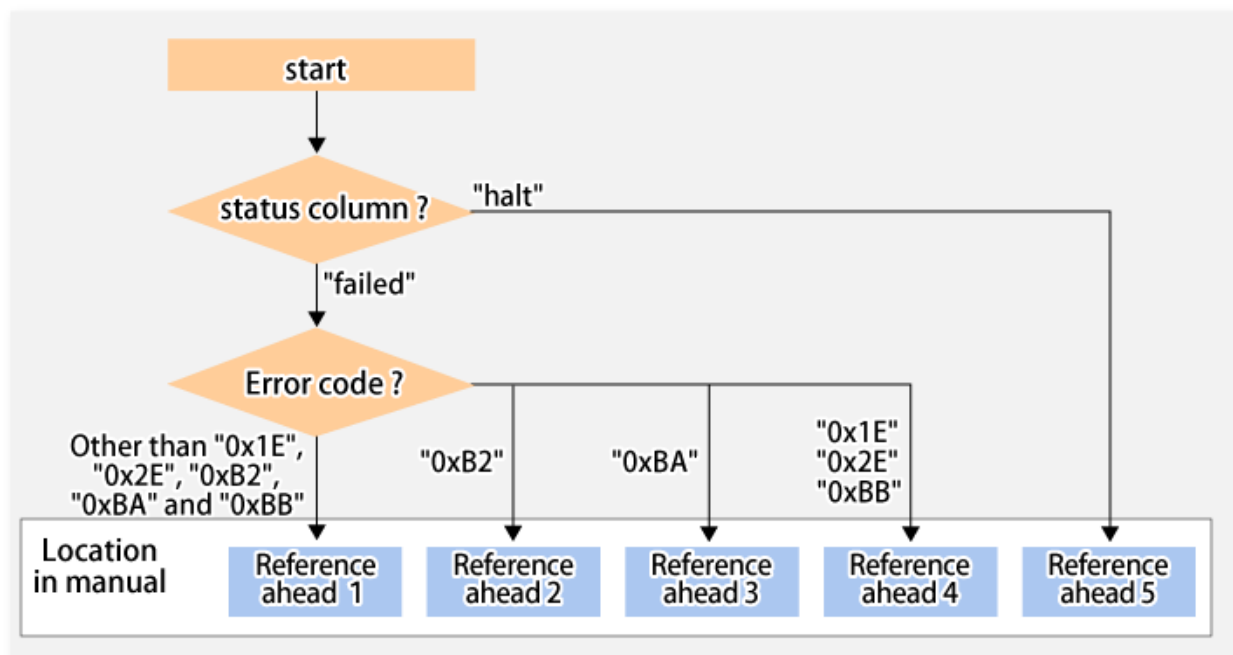 start
status column ?
"halt"
"failed"
Error code ?
Other than "0x1E",
"0x2E", "0xB2",
"0xBA" and "0xBB"
"0xB2"
"0xBA"
"0x1E"
"0x2E"
"0xBB"
Location
in manual
Reference
ahead 1
Reference
ahead 2
Reference
ahead 3
Reference
ahead 4
Reference
ahead 5